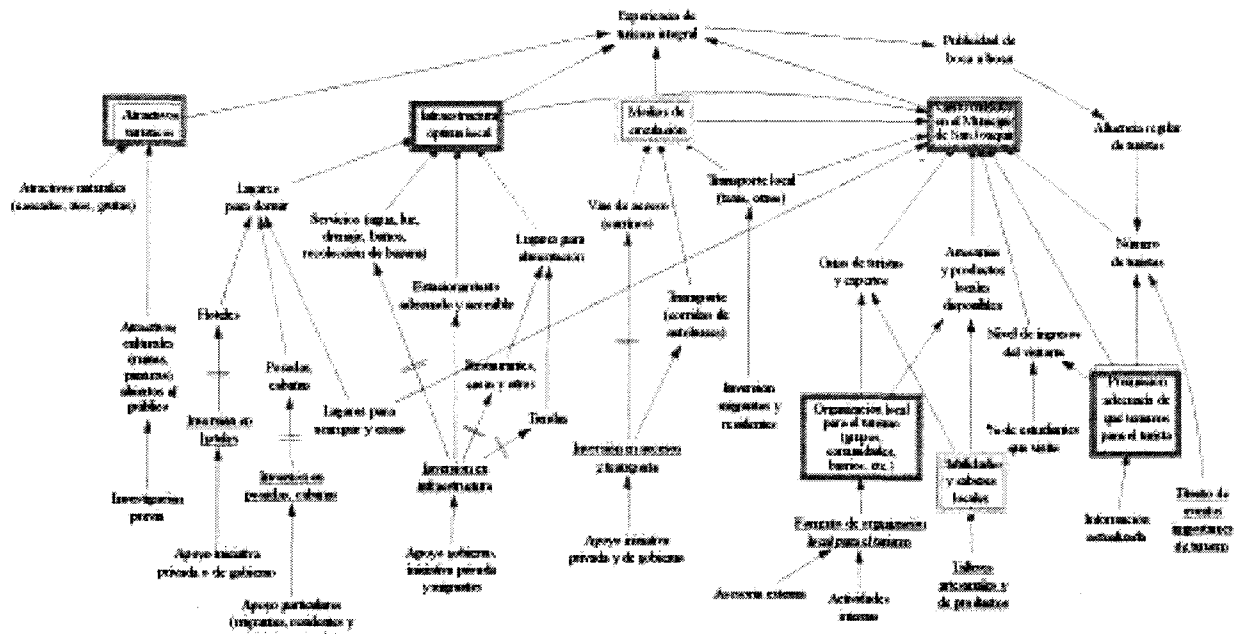 Experiencia de
turismo integral
Publicidad de
boca a boca
Atractivos
turísticos
Infraestructura
óptima local
Medios de
circulación
en el Municipio
de San Joaquín
Afluencia regular
de turistas
Atractivos naturales
(cascadas, ríos, grutas)
Lugares
para dormir
Servicios (agua, luz,
drenaje, baños,
recolección de basura)
Lugares para
alimentación
Vías de acceso
(caminos)
Transporte local
(taxis, otros)
Guías de turistas
y expertos
Artesanías
y productos
locales
disponibles
Número
de turistas
Estacionamiento
adecuado y accesible
Hoteles
Transporte
(corridas de
autobuses)
Atractivos
culturales
(ruinas,
abiertos al
público
Posadas,
cabañas
Restaurantes,
y otros
Nivel de ingresos
del visitante
Lugares para
acampar y
Tiendas
Inversión
migrantes y
residentes
Organización local
para el turismo
(grupos,
comunidades,
barrios, etc.)
adecuada de
que tenemos
para el turista
No de estudiantes
que visita
Inversión en
hoteles
Inversión en
posadas, cabañas
Inversión en
infraestructura
Inversión en accesos
y transporte
Habilidades
y saberes
locales
Investigación
previa
Información
actualizada
Diseño de
eventos
importantes
de turismo
Fomento de organización
local para el turismo
Apoyo iniciativa
privada o de gobierno
Apoyo gobierno,
iniciativa privada
y migrantes
Apoyo iniciativa
privada y de gobierno
Talleres
artesanales y
de productos
Asesoría externa
Actividades
internas
Apoyo particulares
(migrantes, residentes y